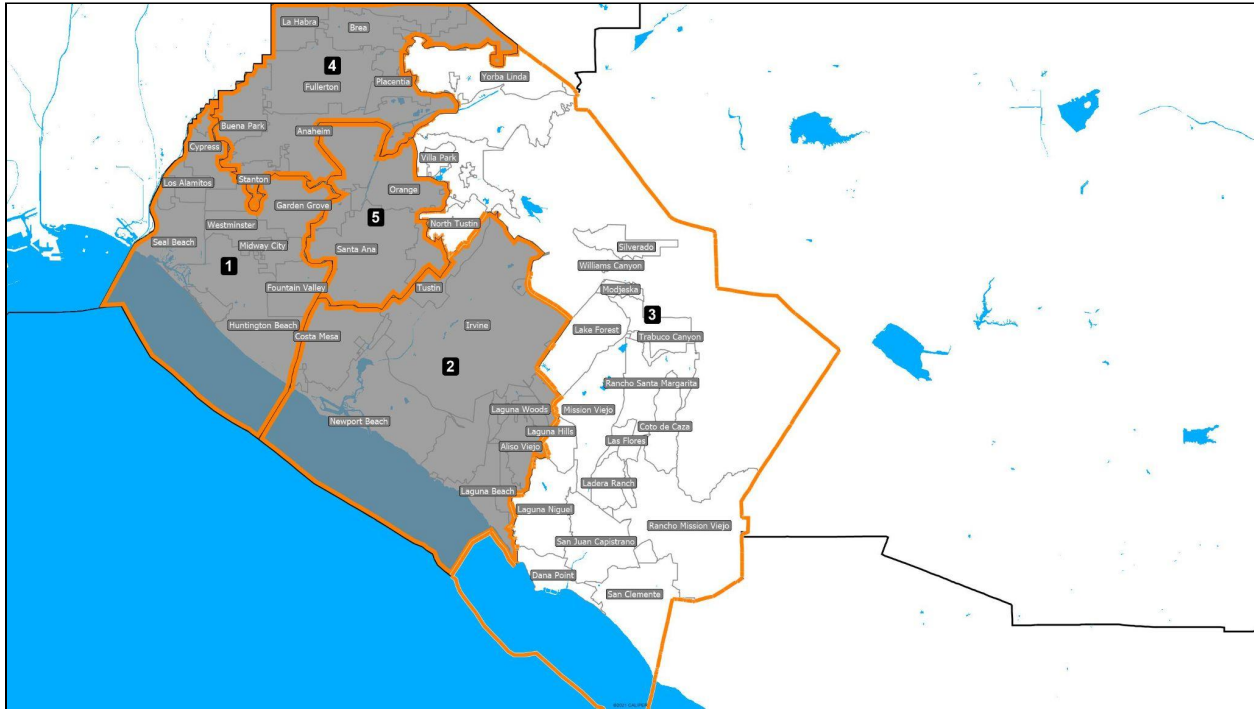 La Habra
Brea
4
Yorba Linda
Fullerton
Placentia
Buena Park
Anaheim
Cypress
Villa Park
Los Alamitos
Stanton
Orange
Garden Grove
5
Westminster
North Tustin
Seal Beach
Midway City
Santa Ana
Silverado
1
Williams Canyon
Fountain Valley
Tustin
Modjeska
3
Huntington Beach
Irvine
Lake Forest
Costa Mesa
Trabuco Canyon
2
Rancho Santa Margarita
Laguna Woods
Mission Viejo
Newport Beach
Coto de Caza
Laguna Hills
Las Flores
Aliso Viejo
Ladera Ranch
Laguna Beach
Laguna Niguel
Rancho Mission Viejo
San Juan Capistrano
Dana Point
San Clemente